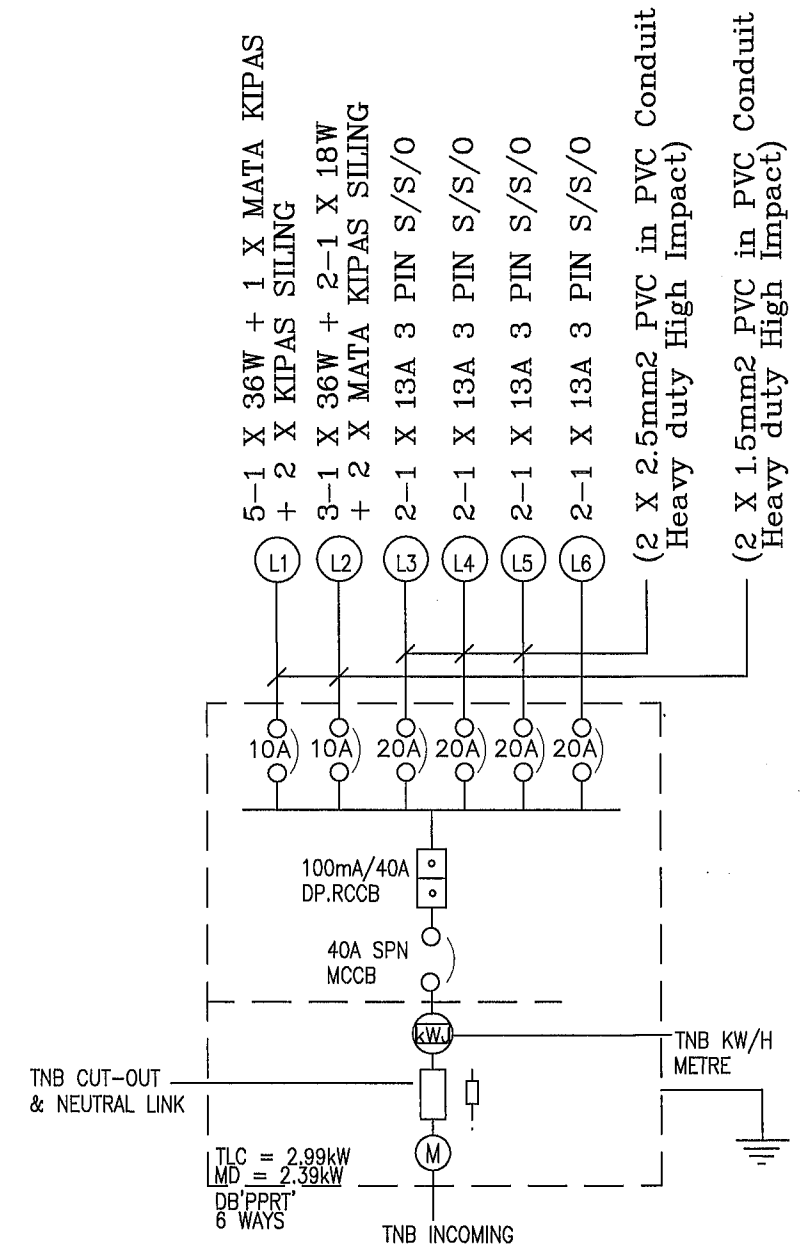 5-1 X 36W + 1 X MATA KIPAS
+ 2 X KIPAS SILING
3-1 X 36W + 2-1 X 18W
+ 2 X MATA KIPAS SILING
2-1 X 13A 3 PIN S/S/O
2-1 X 13A 3 PIN S/S/O
2-1 X 13A 3 PIN S/S/O
2-1 X 13A 3 PIN S/S/O
(2 X 2.5mm2 PVC in PVC Conduit
Heavy duty High Impact)
(2 X 1.5mm2 PVC in PVC Conduit
Heavy duty High Impact)
L1
L2
L3
L4
L5
L6
10A
10A
20A
20A
20A
20A
100mA/40A
DP.RCCB
40A SPN
MCCB
kWJ
TNB KW/H
METRE
TNB CUT-OUT
& NEUTRAL LINK
M
TLC = 2.99kW
MD = 2.39kW
DB'PPRT'
6 WAYS
TNB INCOMING